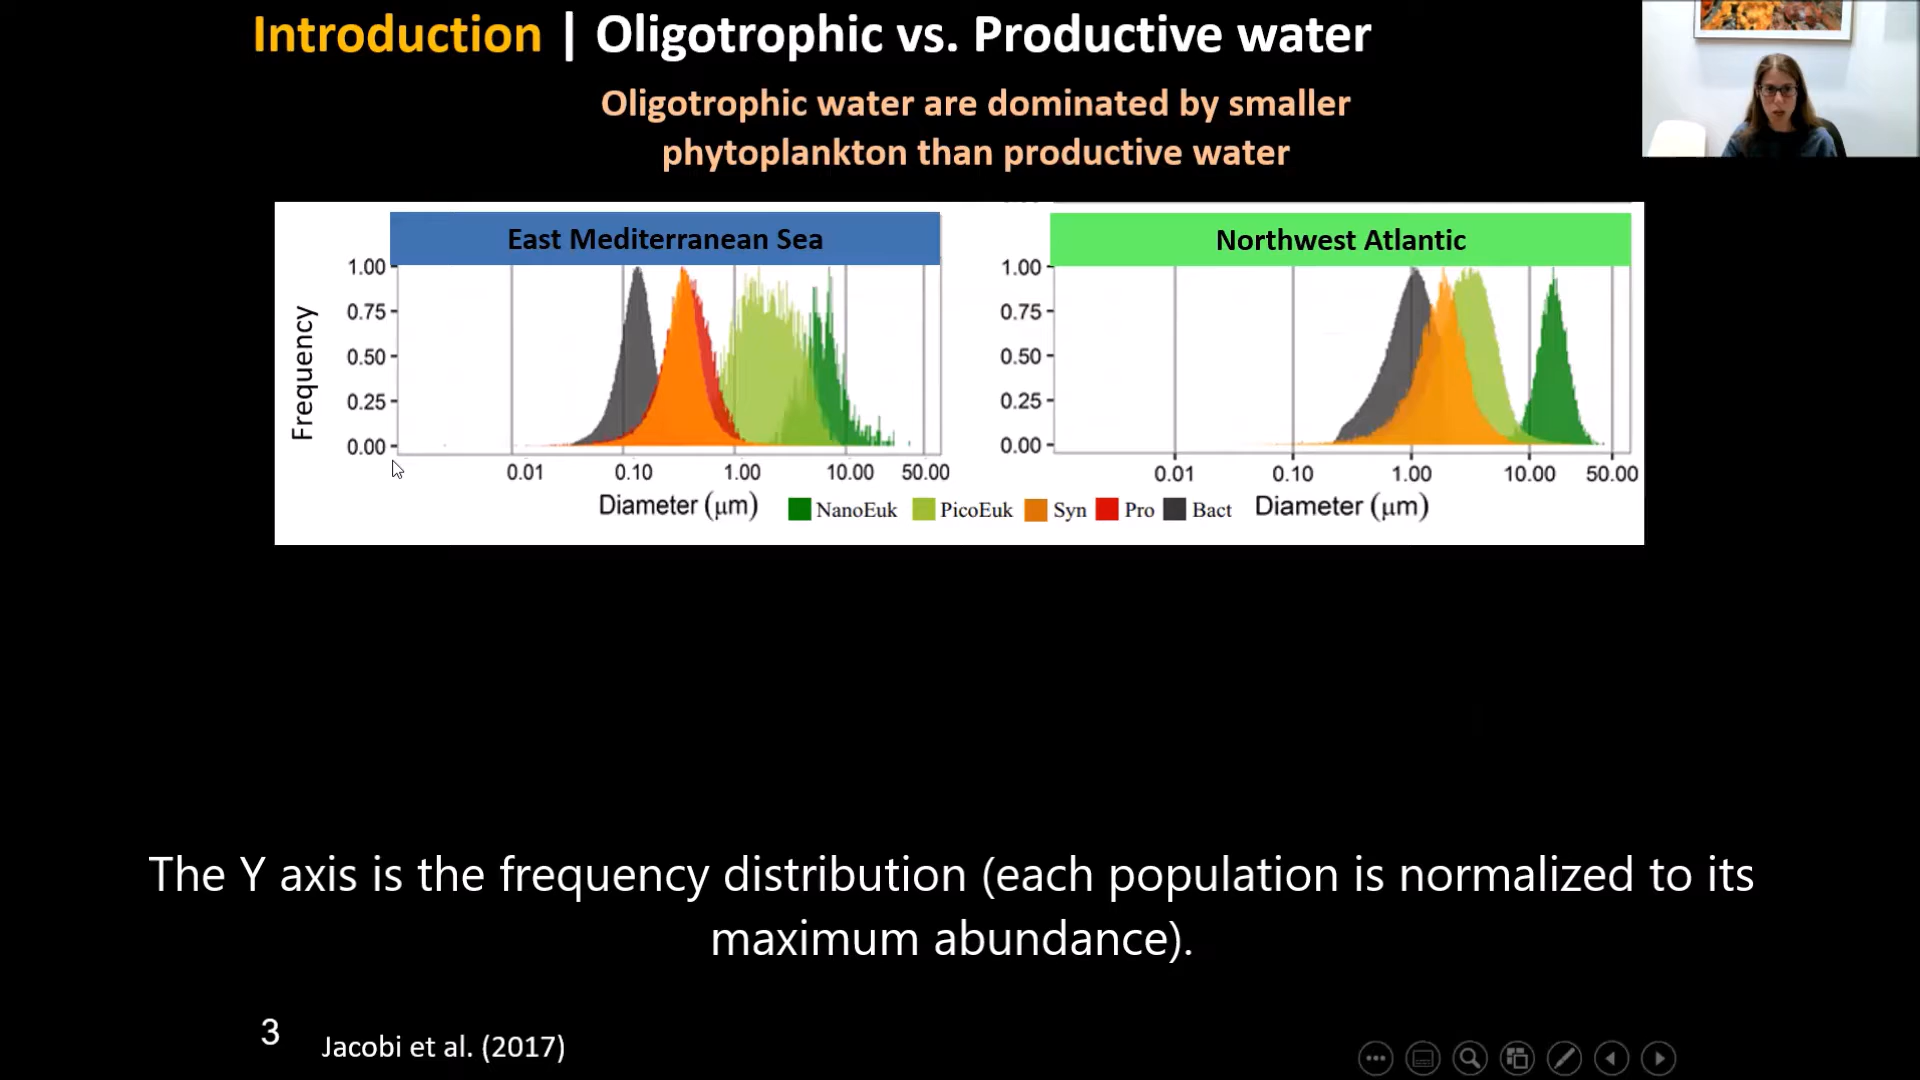 Introduction | Oligotrophic vs. Productive water
Oligotrophic water are dominated by smaller
phytoplankton than productive water
East Mediterranean Sea
Northwest Atlantic
Frequency
1.00
0.75
0.50
0.25
0.00
0.01 0.10 1.00 10.00 50.00
Diameter (μm)
1.00
0.75
0.50
0.25
0.00
0.01 0.10 1.00 10.00 50.00
Diameter (μm)
NanoEuk PicoEuk Syn Pro Bact
The Y axis is the frequency distribution (each population is normalized to its
maximum abundance).
3
Jacobi et al. (2017)